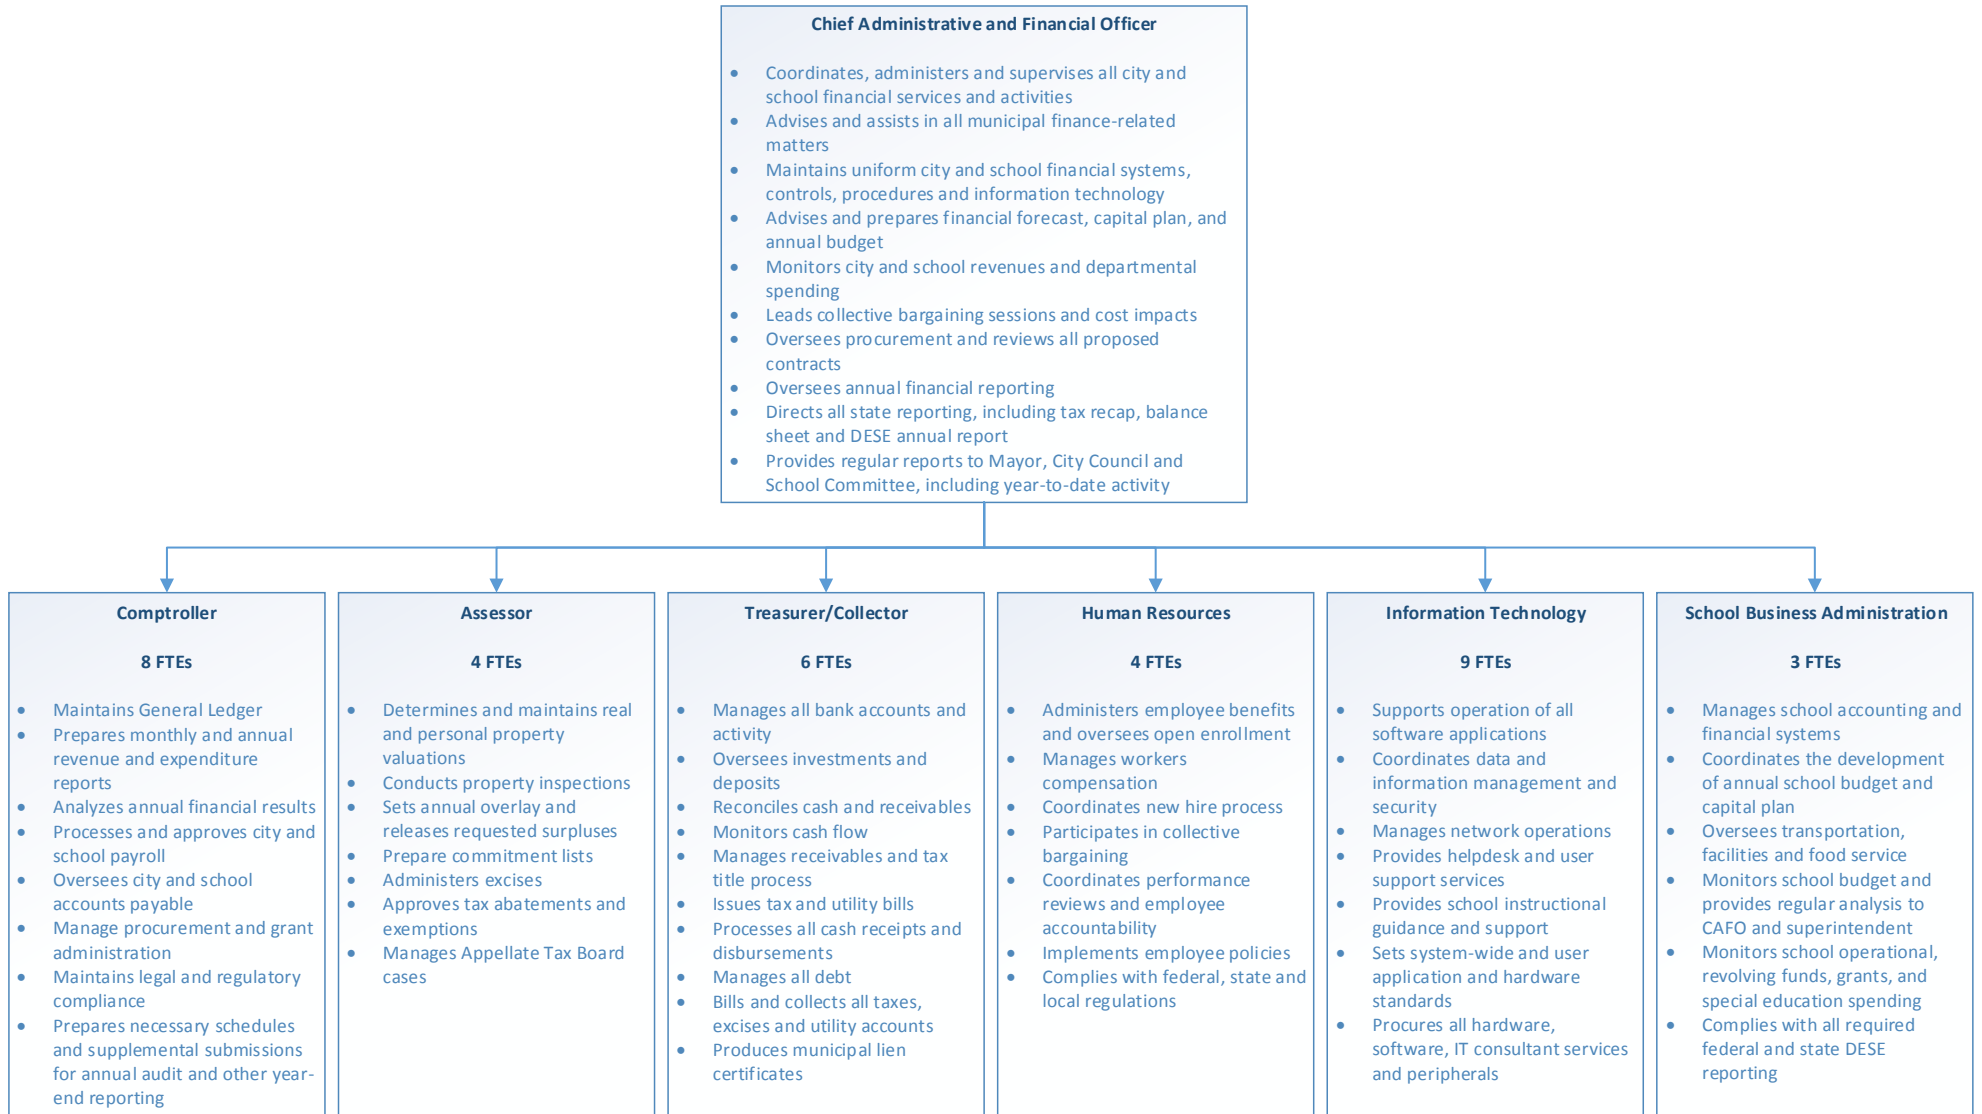 Chief Administrative and Financial Officer
• Coordinates, administers and supervises all city and
school financial services and activities
• Advises and assists in all municipal finance-related
matters
• Maintains uniform city and school financial systems,
controls, procedures and information technology
• Advises and prepares financial forecast, capital plan, and
annual budget
• Monitors city and school revenues and departmental
spending
• Leads collective bargaining sessions and cost impacts
• Oversees procurement and reviews all proposed
contracts
• Oversees annual financial reporting
• Directs all state reporting, including tax recap, balance
sheet and DESE annual report
• Provides regular reports to Mayor, City Council and
School Committee, including year-to-date activity
Comptroller
8 FTEs
• Maintains General Ledger
• Prepares monthly and annual
revenue and expenditure
reports
• Analyzes annual financial results
• Processes and approves city and
school payroll
• Oversees city and school
accounts payable
• Manage procurement and grant
administration
• Maintains legal and regulatory
compliance
• Prepares necessary schedules
and supplemental submissions
for annual audit and other year-
end reporting
Assessor
4 FTEs
• Determines and maintains real
and personal property
valuations
• Conducts property inspections
• Sets annual overlay and
releases requested surpluses
• Prepare commitment lists
• Administers excises
• Approves tax abatements and
exemptions
• Manages Appellate Tax Board
cases
Treasurer/Collector
6 FTEs
• Manages all bank accounts and
activity
• Oversees investments and
deposits
• Reconciles cash and receivables
• Monitors cash flow
• Manages receivables and tax
title process
• Issues tax and utility bills
• Processes all cash receipts and
disbursements
• Manages all debt
• Bills and collects all taxes,
excises and utility accounts
• Produces municipal lien
certificates
Human Resources
4 FTEs
• Administers employee benefits
and oversees open enrollment
• Manages workers
compensation
• Coordinates new hire process
• Participates in collective
bargaining
• Coordinates performance
reviews and employee
accountability
• Implements employee policies
• Complies with federal, state and
local regulations
Information Technology
9 FTEs
• Supports operation of all
software applications
• Coordinates data and
information management and
security
• Manages network operations
• Provides helpdesk and user
support services
• Provides school instructional
guidance and support
• Sets system-wide and user
application and hardware
standards
• Procures all hardware,
software, IT consultant services
and peripherals
School Business Administration
3 FTEs
• Manages school accounting and
financial systems
• Coordinates the development
of annual school budget and
capital plan
• Oversees transportation,
facilities and food service
• Monitors school budget and
provides regular analysis to
CAFO and superintendent
• Monitors school operational,
revolving funds, grants, and
special education spending
• Complies with all required
federal and state DESE
reporting